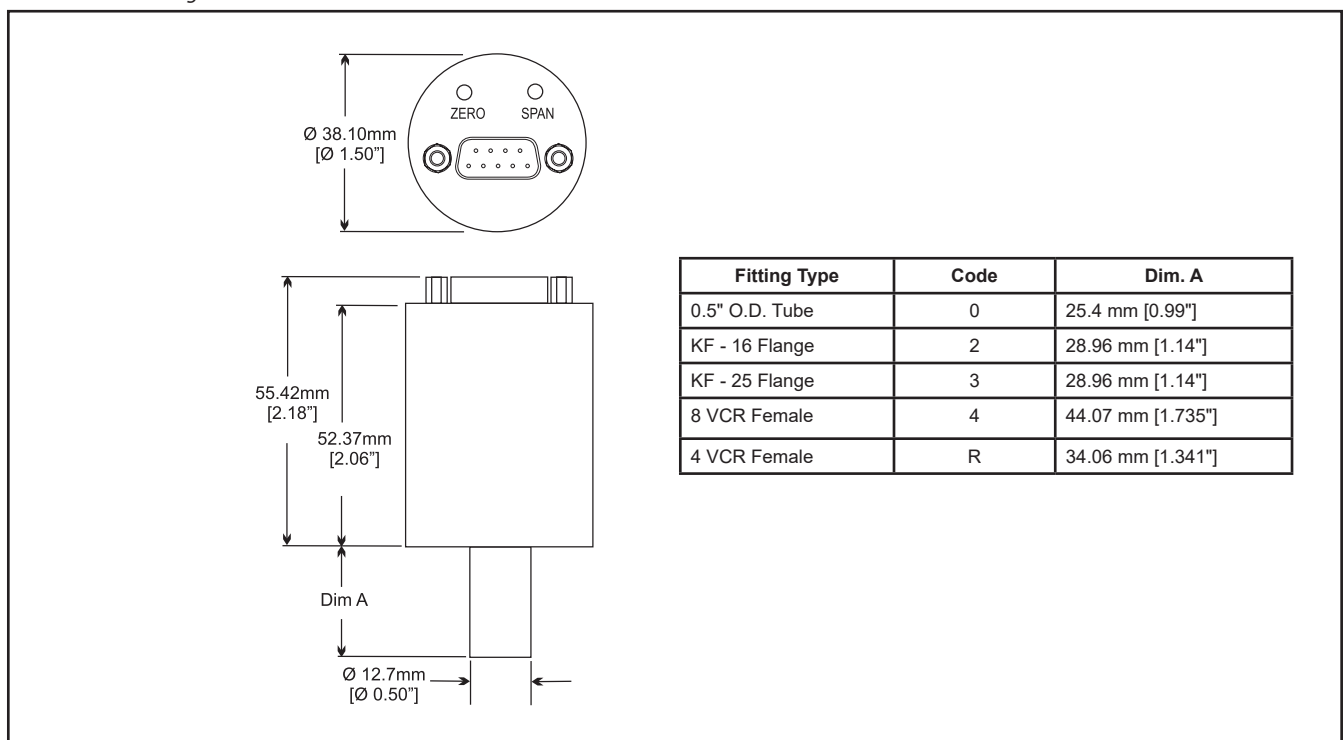 ZERO SPAN
Ø 38.10mm
[Ø 1.50”]
55.42mm
[2.18”]
52.37mm
[2.06”]
Dim A
Ø 12.7mm
[Ø 0.50”]
Fitting Type Code Dim. A
0.5" O.D. Tube 0 25.4 mm [0.99"]
KF - 16 Flange 2 28.96 mm [1.14"]
KF - 25 Flange 3 28.96 mm [1.14"]
8 VCR Female 4 44.07 mm [1.735"]
4 VCR Female R 34.06 mm [1.341"]